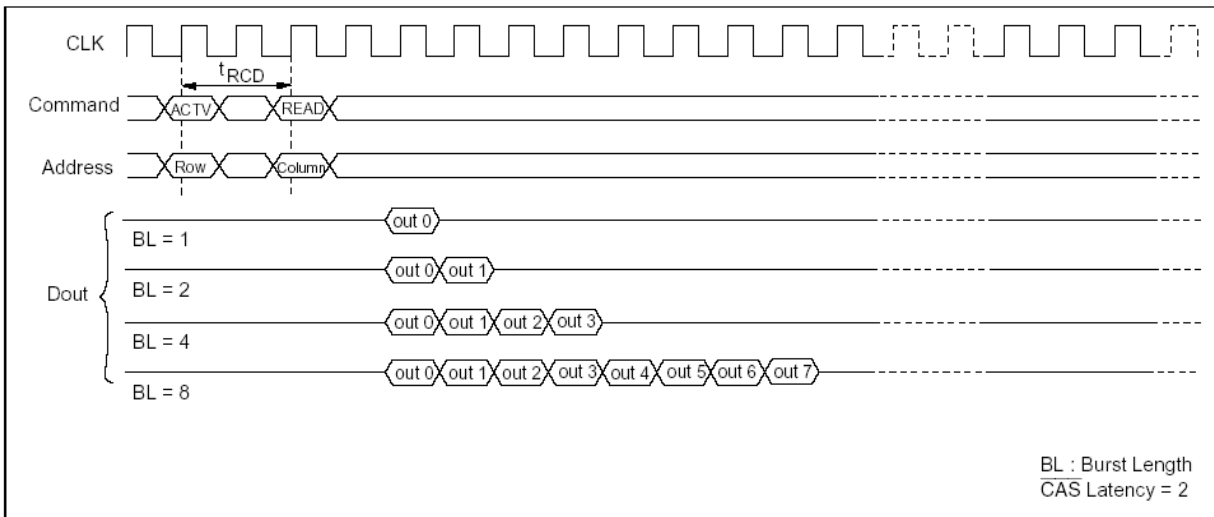 CLK
tRCD
Command ACTV READ
Address Row Column
Dout
out 0
BL = 1
out 0 out 1
BL = 2
out 0 out 1 out 2 out 3
BL = 4
out 0 out 1 out 2 out 3 out 4 out 5 out 6 out 7
BL = 8
BL : Burst Length
CAS Latency = 2